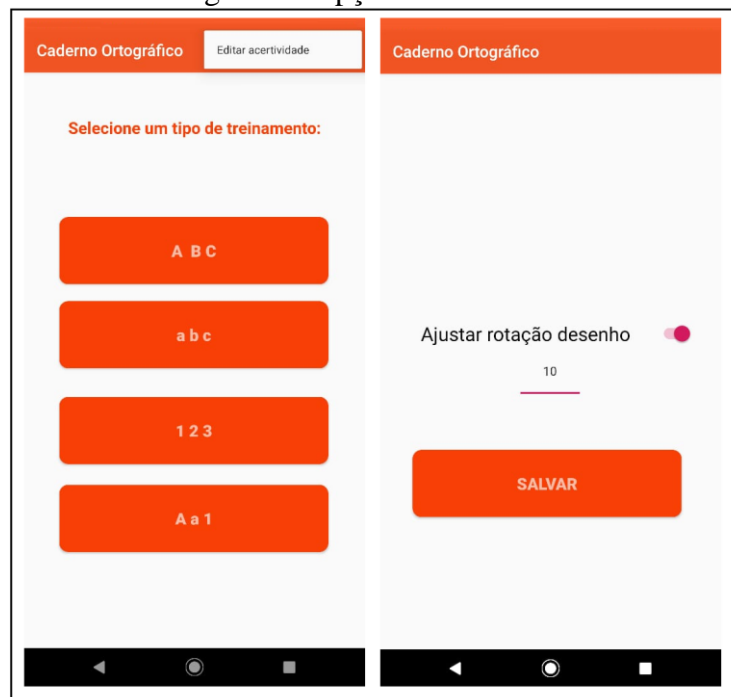 Caderno Ortográfico
Editar acertividade
Selecione um tipo de treinamento:
A B C
a b c
1 2 3
A a 1
Caderno Ortográfico
Ajustar rotação desenho
10
SALVAR